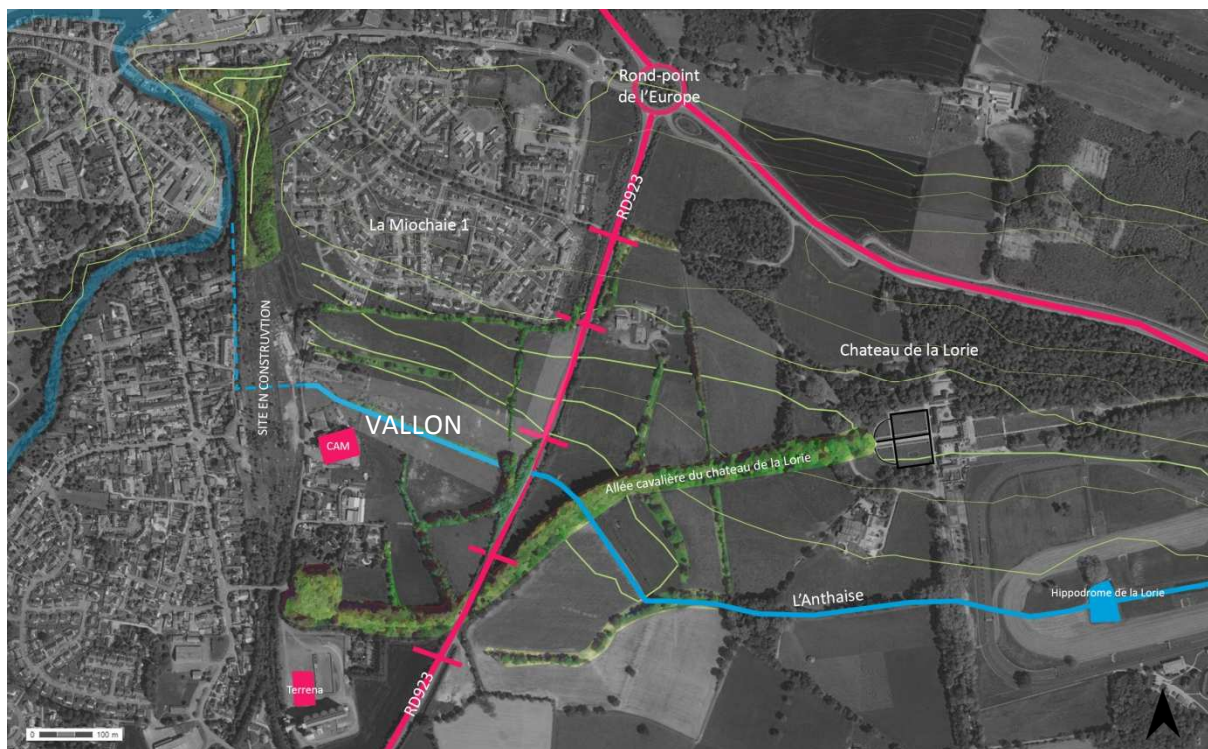 Rond-point
de l'Europe
RD923
La Miochaie 1
Chateau de la Lorie
SITE EN CONSTRUVTION
VALLON
CAM
Allée cavalière du chateau de la Lorie
L'Anthaise
Hippodrome de la Lorie
Terrena
RD923
0 100 m